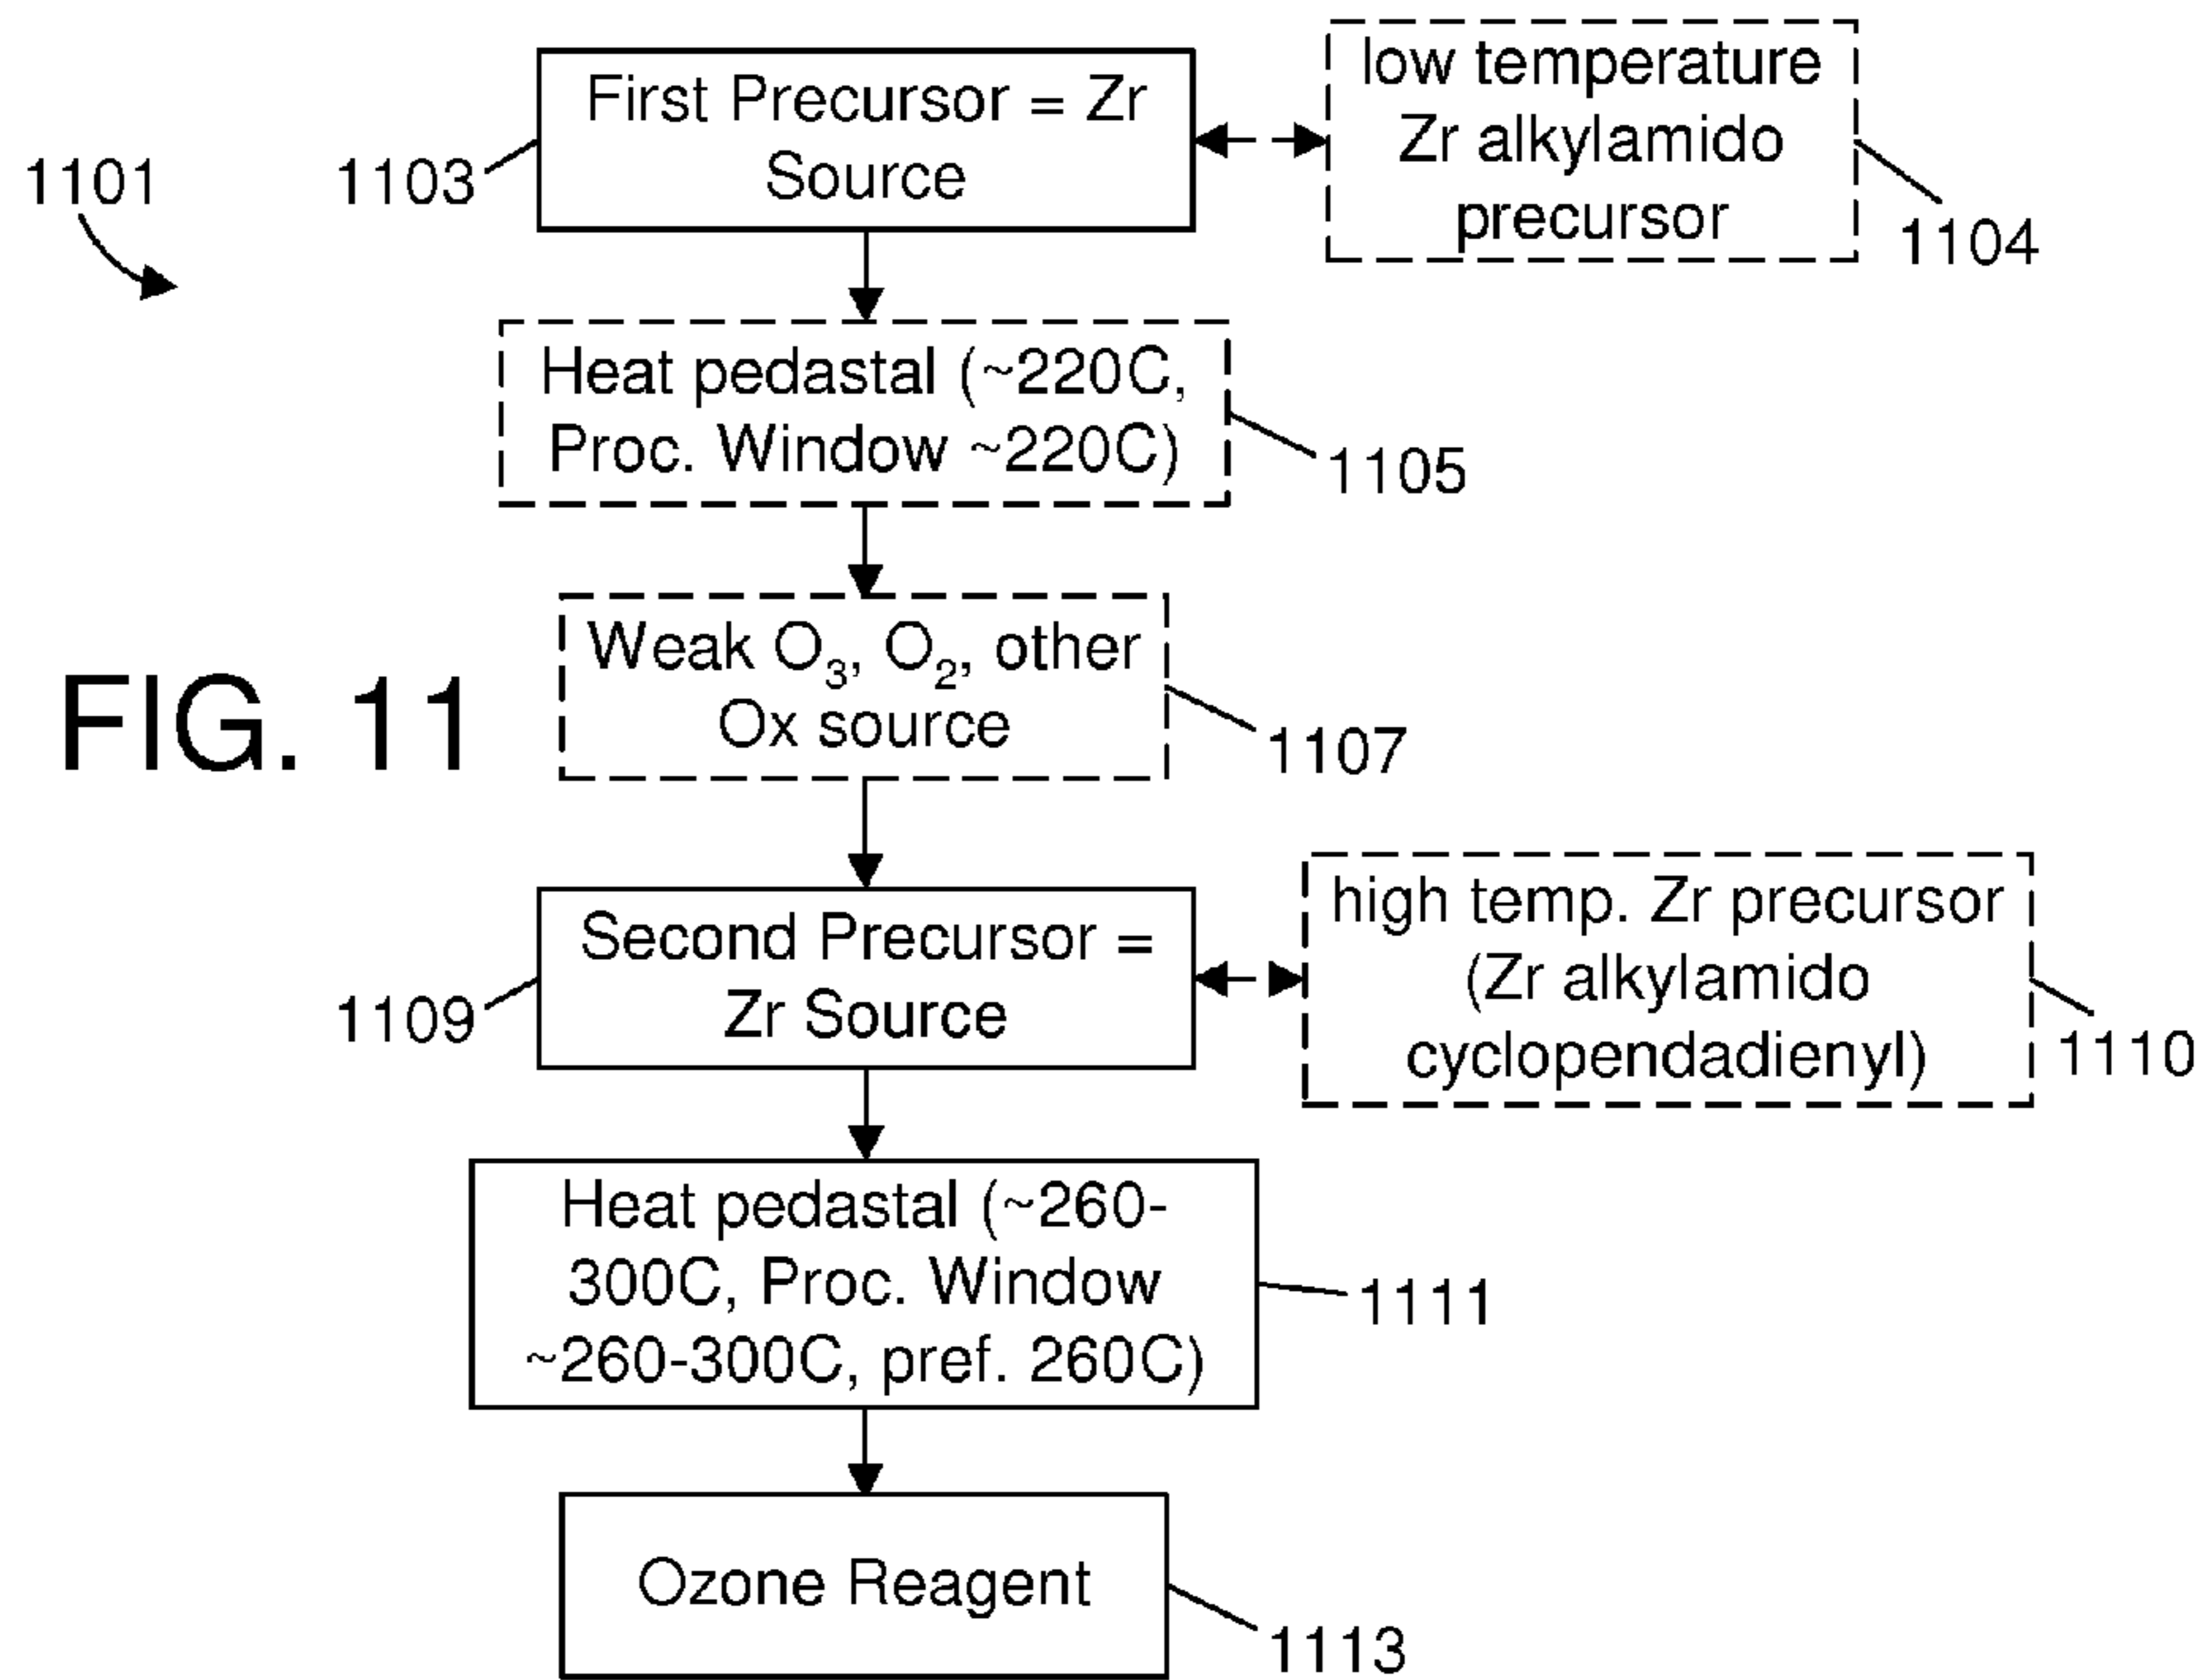 First Precursor = Zr
Source
1103
low temperature
Zr alkylamido
precursor
1104
1101
Heat pedastal (~220C,
Proc. Window ~220C)
1105
Weak O3, O2, other
Ox source
1107
FIG. 11
Second Precursor =
Zr Source
1109
high temp. Zr precursor
(Zr alkylamido
cyclopendadienyl)
1110
Heat pedastal (~260-
300C, Proc. Window
~260-300C, pref. 260C)
1111
Ozone Reagent
1113